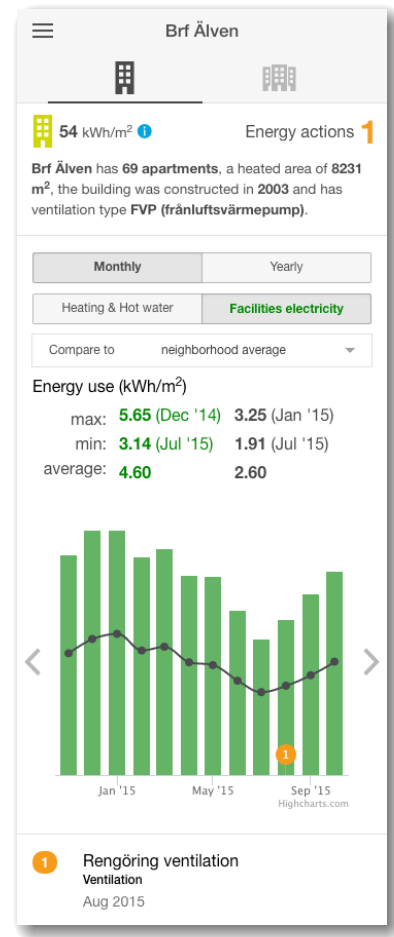 Brf Älven
54 kWh/m² Energy actions 1
Brf Älven has 69 apartments, a heated area of 8231
m², the building was constructed in 2003 and has
ventilation type FVP (frånluftsvärmepump).
Monthly Yearly
Heating & Hot water Facilities electricity
Compare to neighborhood average
Energy use (kWh/m²)
max: 5.65 (Dec '14) 3.25 (Jan '15)
min: 3.14 (Jul '15) 1.91 (Jul '15)
average: 4.60 2.60
1
Jan '15 May '15 Sep '15
Highcharts.com
1 Rengöring ventilation
Ventilation
Aug 2015